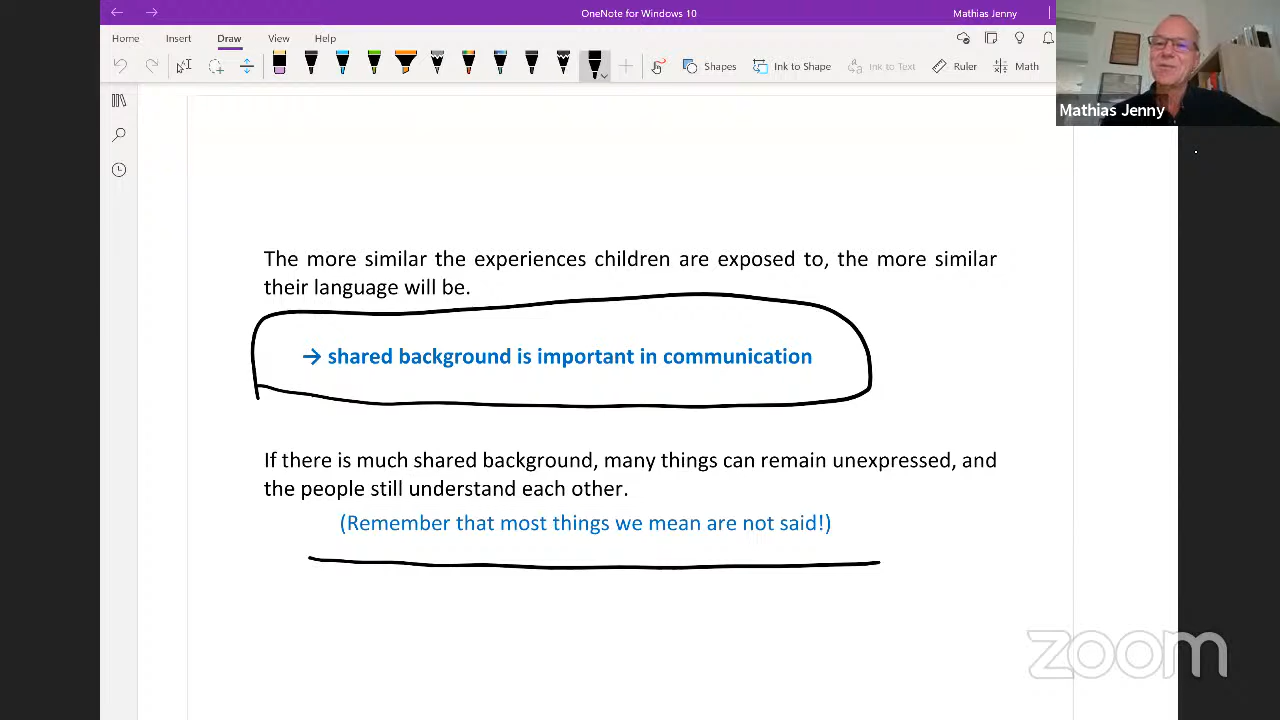 OneNote for Windows 10
Mathias Jenny
Home Insert Draw View Help
Shapes Ink to Shape Ink to Text Ruler Math
Mathias Jenny
The more similar the experiences children are exposed to, the more similar
their language will be.
→ shared background is important in communication
If there is much shared background, many things can remain unexpressed, and
the people still understand each other.
(Remember that most things we mean are not said!)
zoom